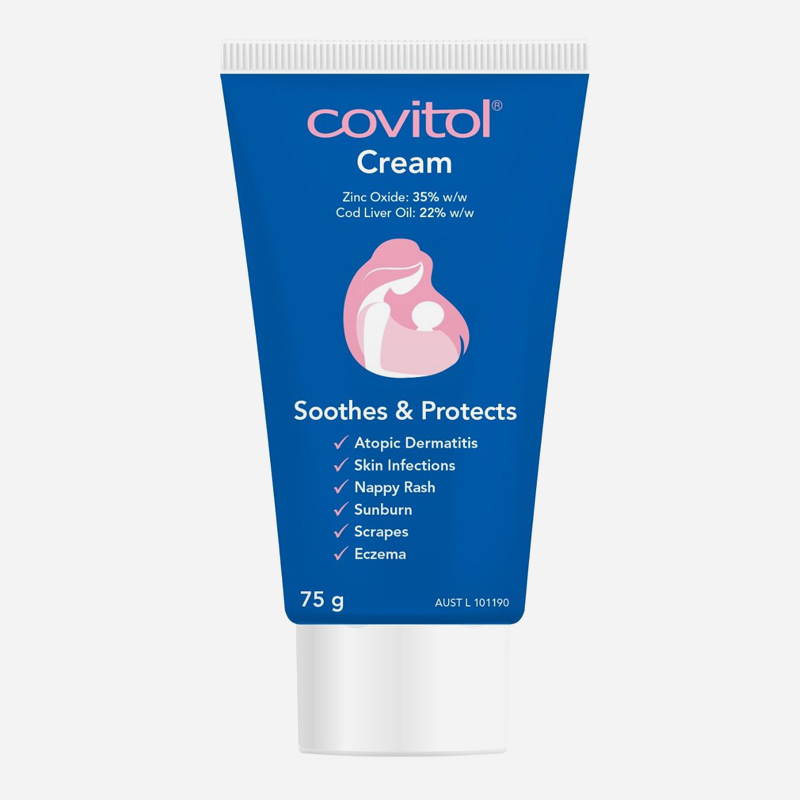 covitol®
Cream
Zinc Oxide: 35% w/w
Cod Liver Oil: 22% w/w
Soothes & Protects
✓ Atopic Dermatitis
✓ Skin Infections
✓ Nappy Rash
✓ Sunburn
✓ Scrapes
✓ Eczema
75 g
AUST L 101190